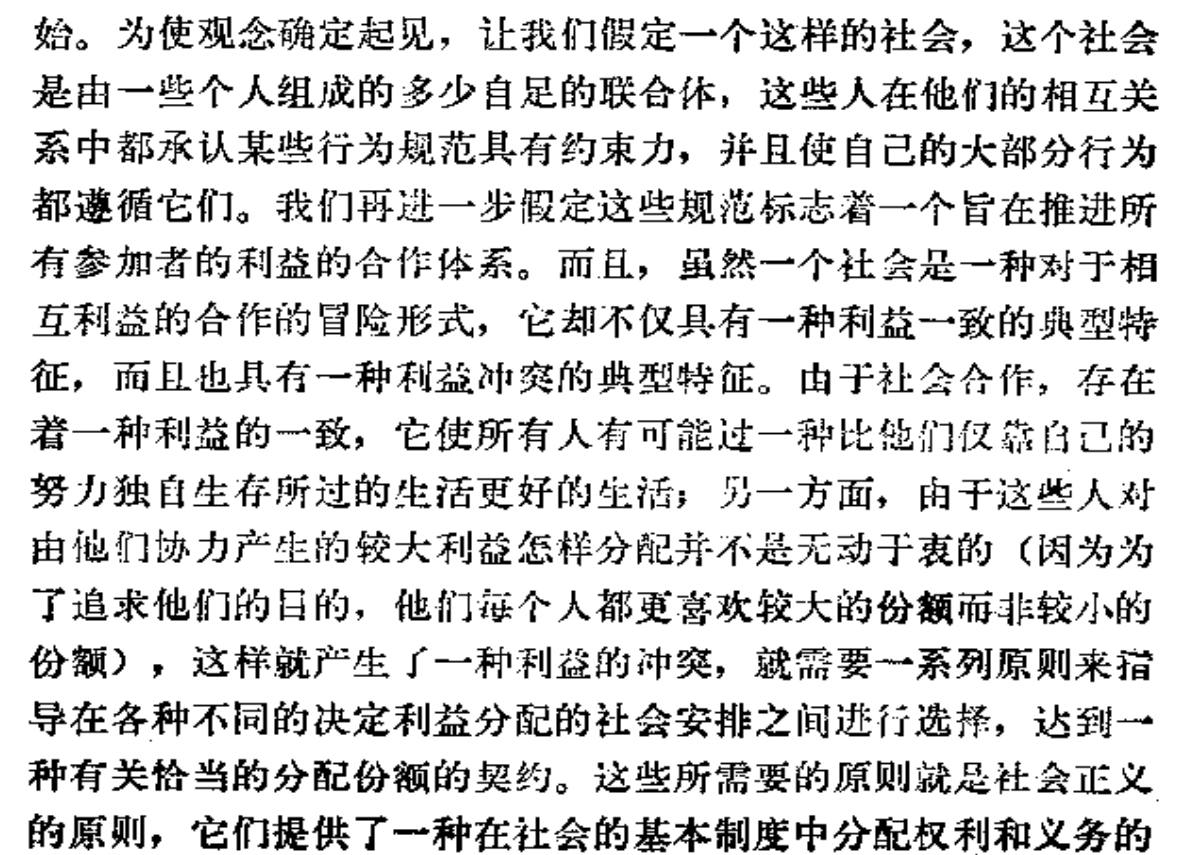 始。为使观念确定起见，让我们假定一个这样的社会，这个社会
是由一些个人组成的多少自足的联合体，这些人在他们的相互关
系中都承认某些行为规范具有约束力，并且使自己的大部分行为
都遵循它们。我们再进一步假定这些规范标志着一个旨在推进所
有参加者的利益的合作体系。而且，虽然一个社会是一种对于相
互利益的合作的冒险形式，它却不仅具有一种利益一致的典型特
征，而且也具有一种利益冲突的典型特征。由于社会合作，存在
着一种利益的一致，它使所有人有可能过一种比他们仅靠自己的
努力独自生存所过的生活更好的生活；另一方面，由于这些人对
由他们协力产生的较大利益怎样分配并不是无动于衷的（因为为
了追求他们的目的，他们每个人都更喜欢较大的份额而非较小的
份额），这样就产生了一种利益的冲突，就需要一系列原则来指
导在各种不同的决定利益分配的社会安排之间进行选择，达到一
种有关恰当的分配份额的契约。这些所需要的原则就是社会正义
的原则，它们提供了一种在社会的基本制度中分配权利和义务的